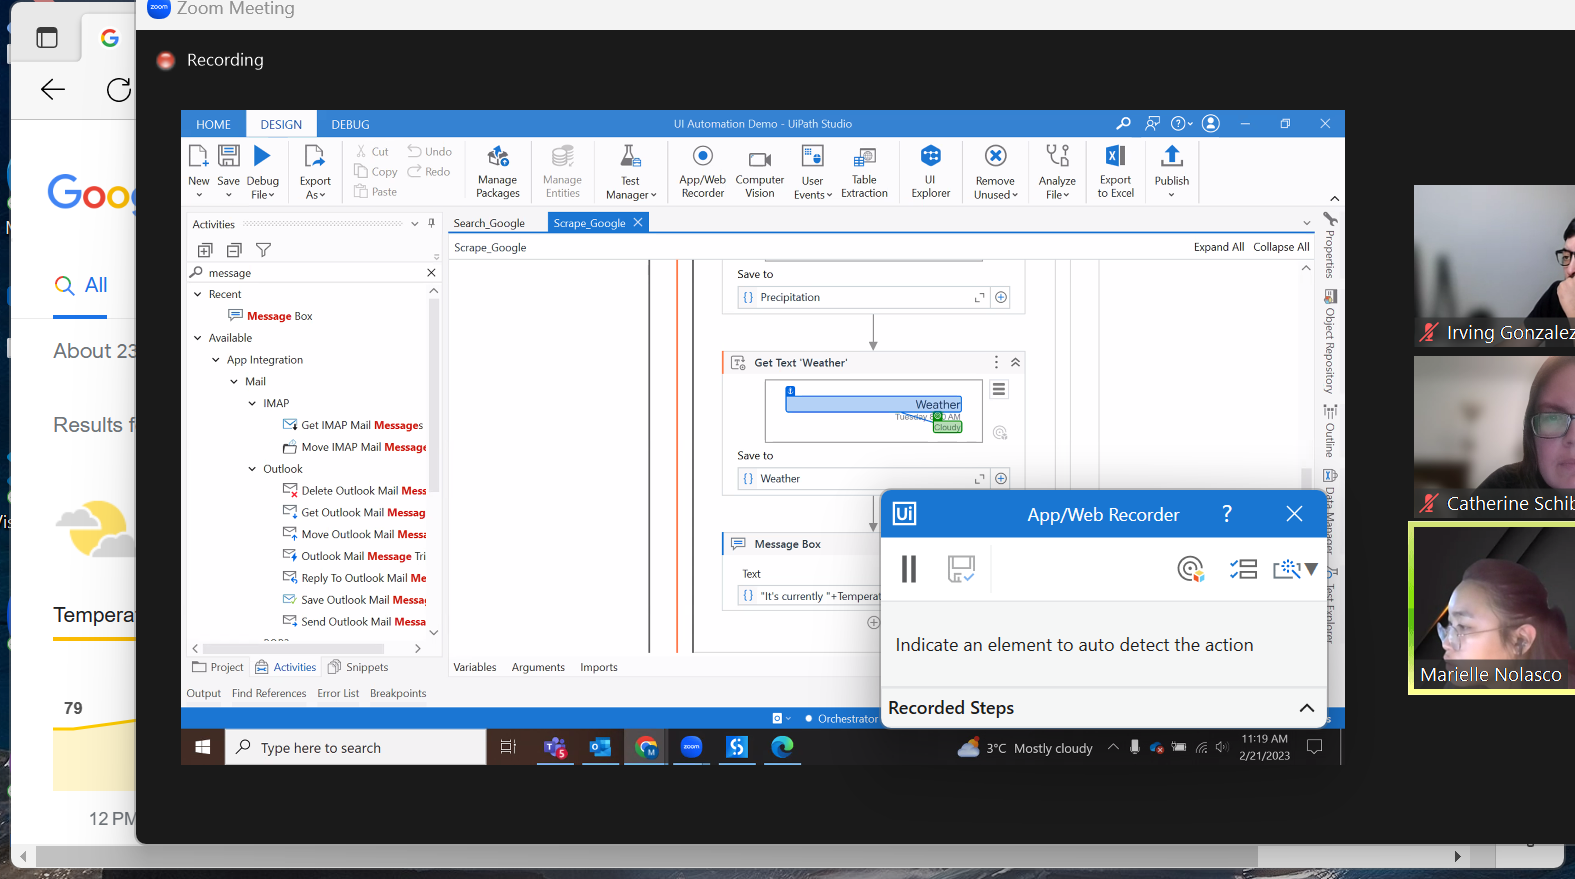 zoom Zoom Meeting
Recording
HOME DESIGN DEBUG UI Automation Demo - UiPath Studio
New Save Debug File Export As Cut Copy Paste Undo Redo Manage Packages Manage Entities Test Manager App/Web Recorder Computer Vision User Events Table Extraction UI Explorer Remove Unused Analyze File Export to Excel Publish
Activities
Search_Google Scrape_Google
message
Scrape_Google Expand All Collapse All
Recent
Message Box
Available
App Integration
Mail
IMAP
Get IMAP Mail Messages
Move IMAP Mail Message
Outlook
Delete Outlook Mail Mess
Get Outlook Mail Messag
Move Outlook Mail Messa
Outlook Mail Message Tri
Reply To Outlook Mail Me
Save Outlook Mail Messa
Send Outlook Mail Messa
Project Activities Snippets
Output Find References Error List Breakpoints
Save to
Precipitation
Get Text 'Weather'
Weather
Tuesday
Cloudy
Save to
Weather
Message Box
Text
"It's currently "+Temperat
Variables Arguments Imports
Properties
Object Repository
Outline
Data Manager
Test Explorer
Orchestrator
Ui App/Web Recorder ?
Indicate an element to auto detect the action
Recorded Steps
Type here to search
5
zoom
3°C Mostly cloudy
11:19 AM
2/21/2023
Irving Gonzalez
Catherine Schib
Marielle Nolasco
Goo
All
About 23
Results f
Tempera
79
12 PM